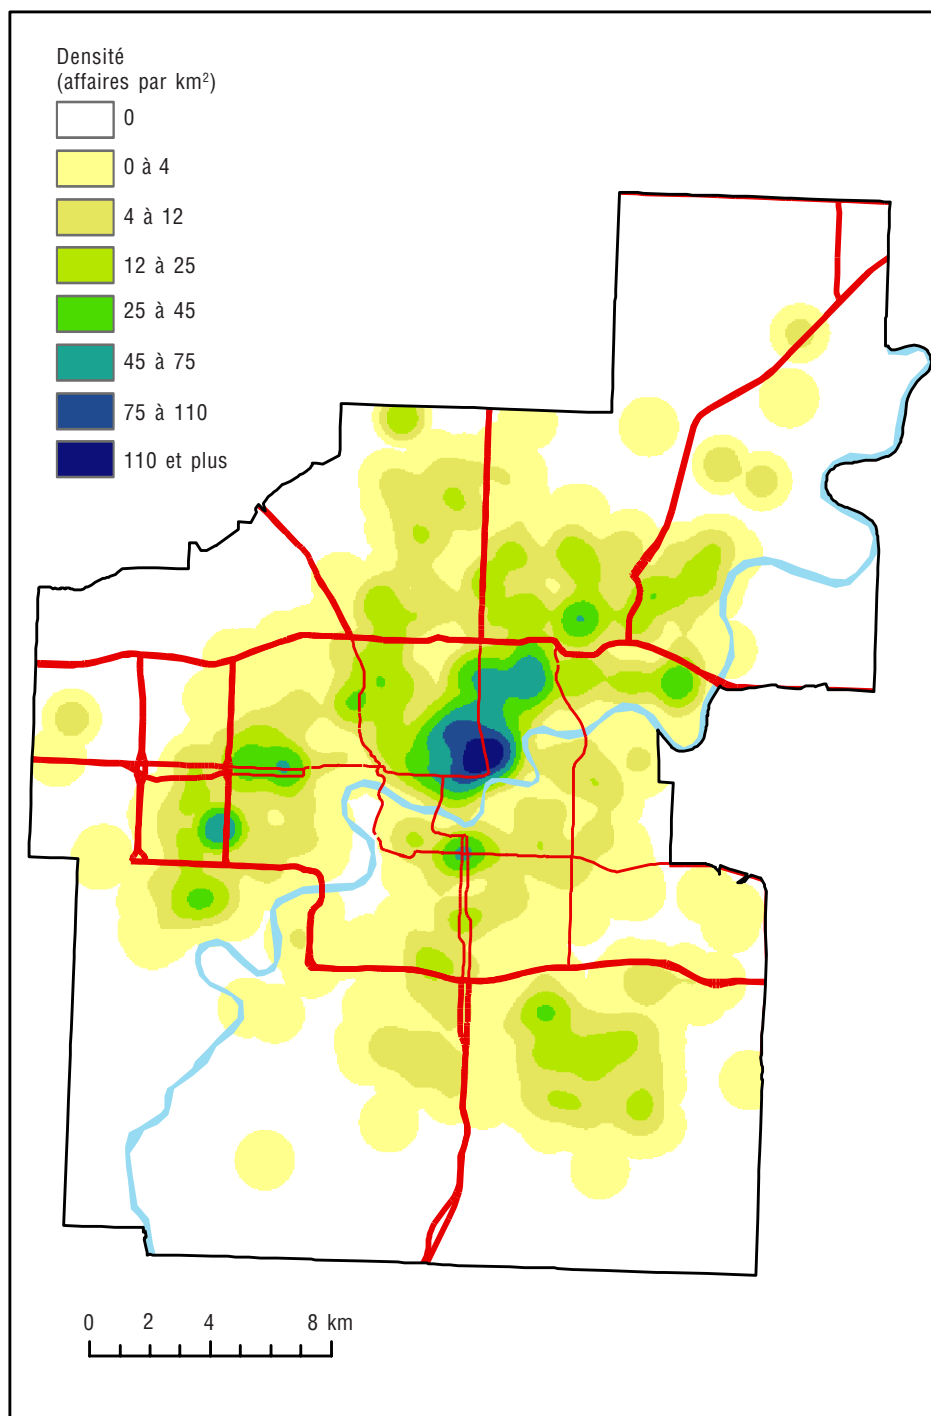 Densité
(affaires par km²)
0
0 à 4
4 à 12
12 à 25
25 à 45
45 à 75
75 à 110
110 et plus
0 2 4 8 km